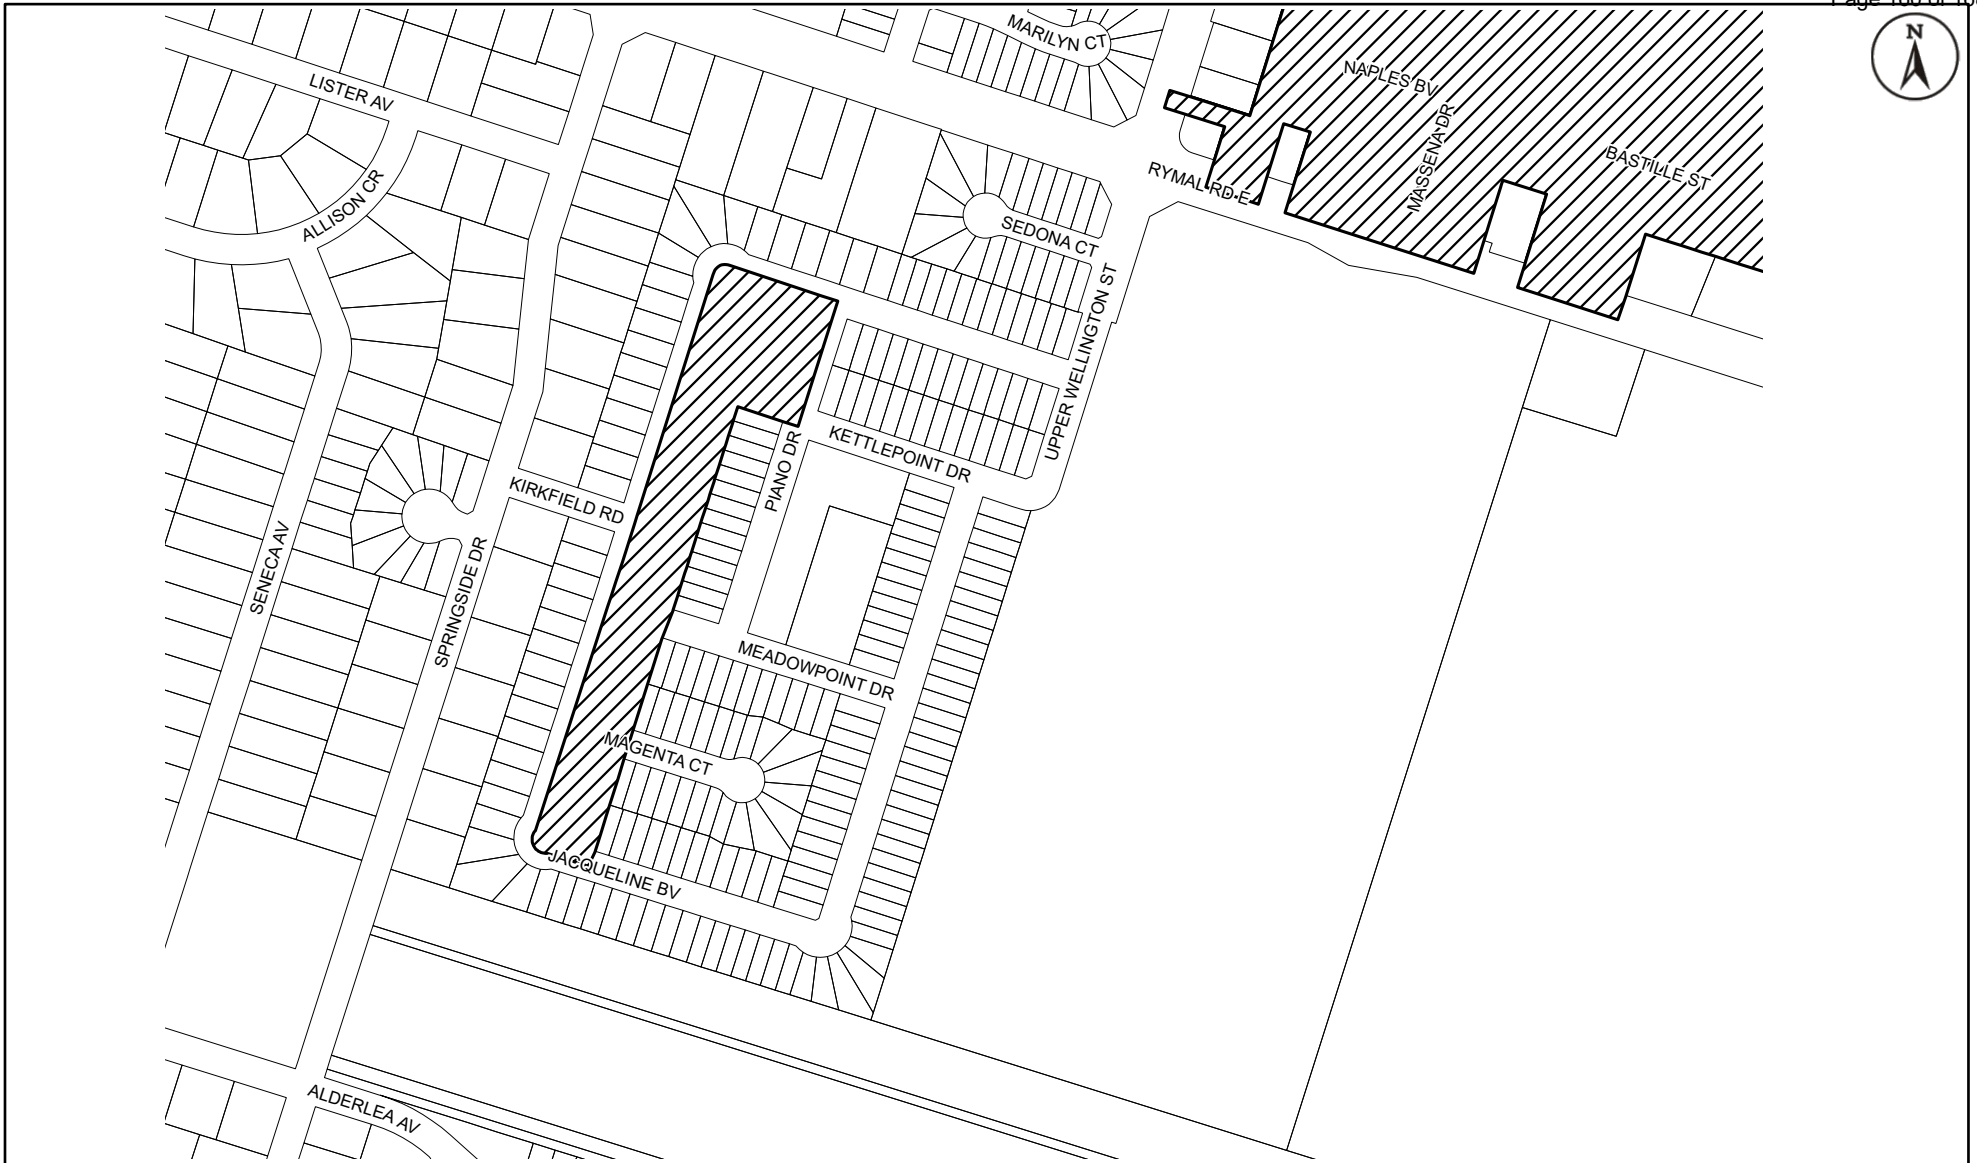 N
MARILYN CT
NAPLES BV
LISTER AV
MASSENA DR
BASTILLE ST
RYMAL RD E
ALLISON CR
SEDONA CT
UPPER WELLINGTON ST
KETTLEPOINT DR
PIANO DR
KIRKFIELD RD
SENECA AV
SPRINGSIDE DR
MEADOWPOINT DR
MAGENTA CT
JACQUELINE BV
ALDERLEA AV